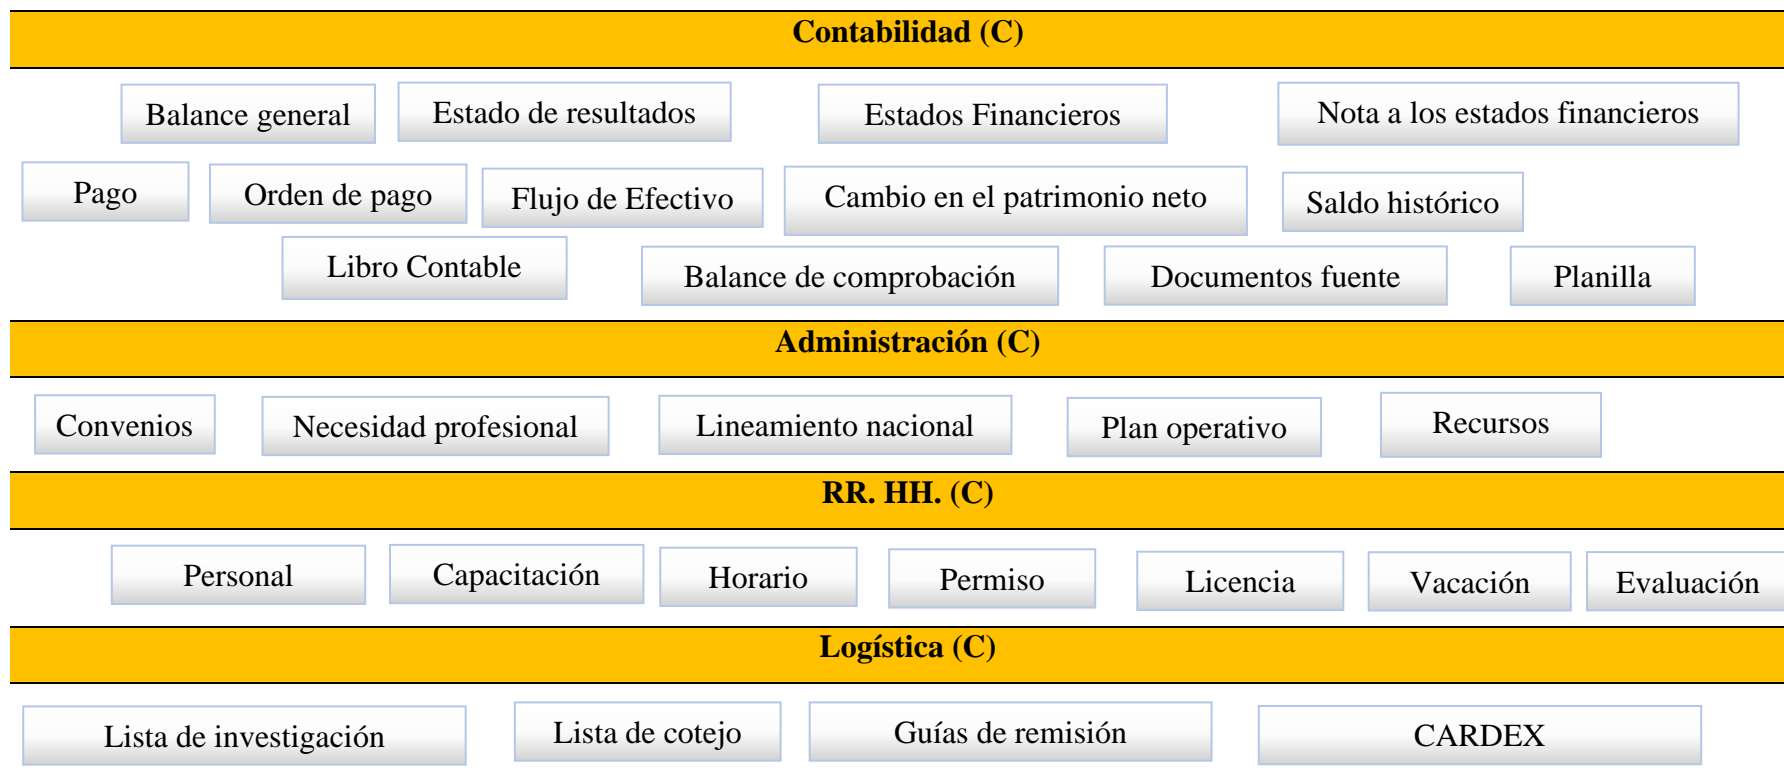 Contabilidad (C)
Balance general
Estado de resultados
Estados Financieros
Nota a los estados financieros
Pago
Orden de pago
Flujo de Efectivo
Cambio en el patrimonio neto
Saldo histórico
Libro Contable
Balance de comprobación
Documentos fuente
Planilla
Administración (C)
Convenios
Necesidad profesional
Lineamiento nacional
Plan operativo
Recursos
RR. HH. (C)
Personal
Capacitación
Horario
Permiso
Licencia
Vacación
Evaluación
Logística (C)
Lista de investigación
Lista de cotejo
Guías de remisión
CARDEX